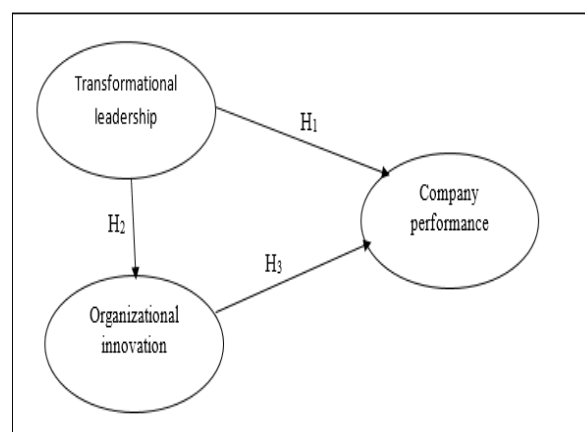 Transformational
leadership
H₁
Company
performance
H₂
H₃
Organizational
innovation